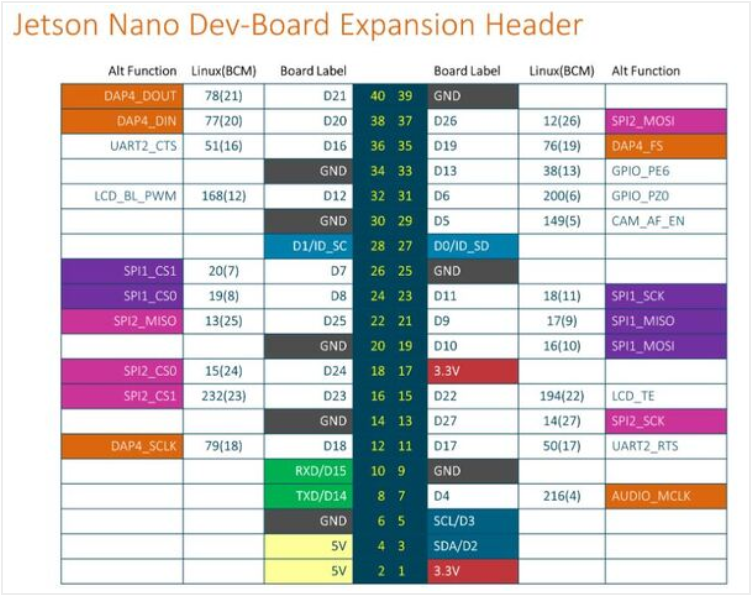 Jetson Nano Dev-Board Expansion Header
Alt Function Linux(BCM) Board Label Board Label Linux(BCM) Alt Function
DAP4_DOUT 78(21) D21 40 39 GND
DAP4_DIN 77(20) D20 38 37 D26 12(26) SPI2_MOSI
UART2_CTS 51(16) D16 36 35 D19 76(19) DAP4_FS
GND 34 33 D13 38(13) GPIO_PE6
LCD_BL_PWM 168(12) D12 32 31 D6 200(6) GPIO_PZ0
GND 30 29 D5 149(5) CAM_AF_EN
D1/ID_SC 28 27 D0/ID_SD
SPI1_CS1 20(7) D7 26 25 GND
SPI1_CS0 19(8) D8 24 23 D11 18(11) SPI1_SCK
SPI2_MISO 13(25) D25 22 21 D9 17(9) SPI1_MISO
GND 20 19 D10 16(10) SPI1_MOSI
SPI2_CS0 15(24) D24 18 17 3.3V
SPI2_CS1 232(23) D23 16 15 D22 194(22) LCD_TE
GND 14 13 D27 14(27) SPI2_SCK
DAP4_SCLK 79(18) D18 12 11 D17 50(17) UART2_RTS
RXD/D15 10 9 GND
TXD/D14 8 7 D4 216(4) AUDIO_MCLK
GND 6 5 SCL/D3
5V 4 3 SDA/D2
5V 2 1 3.3V